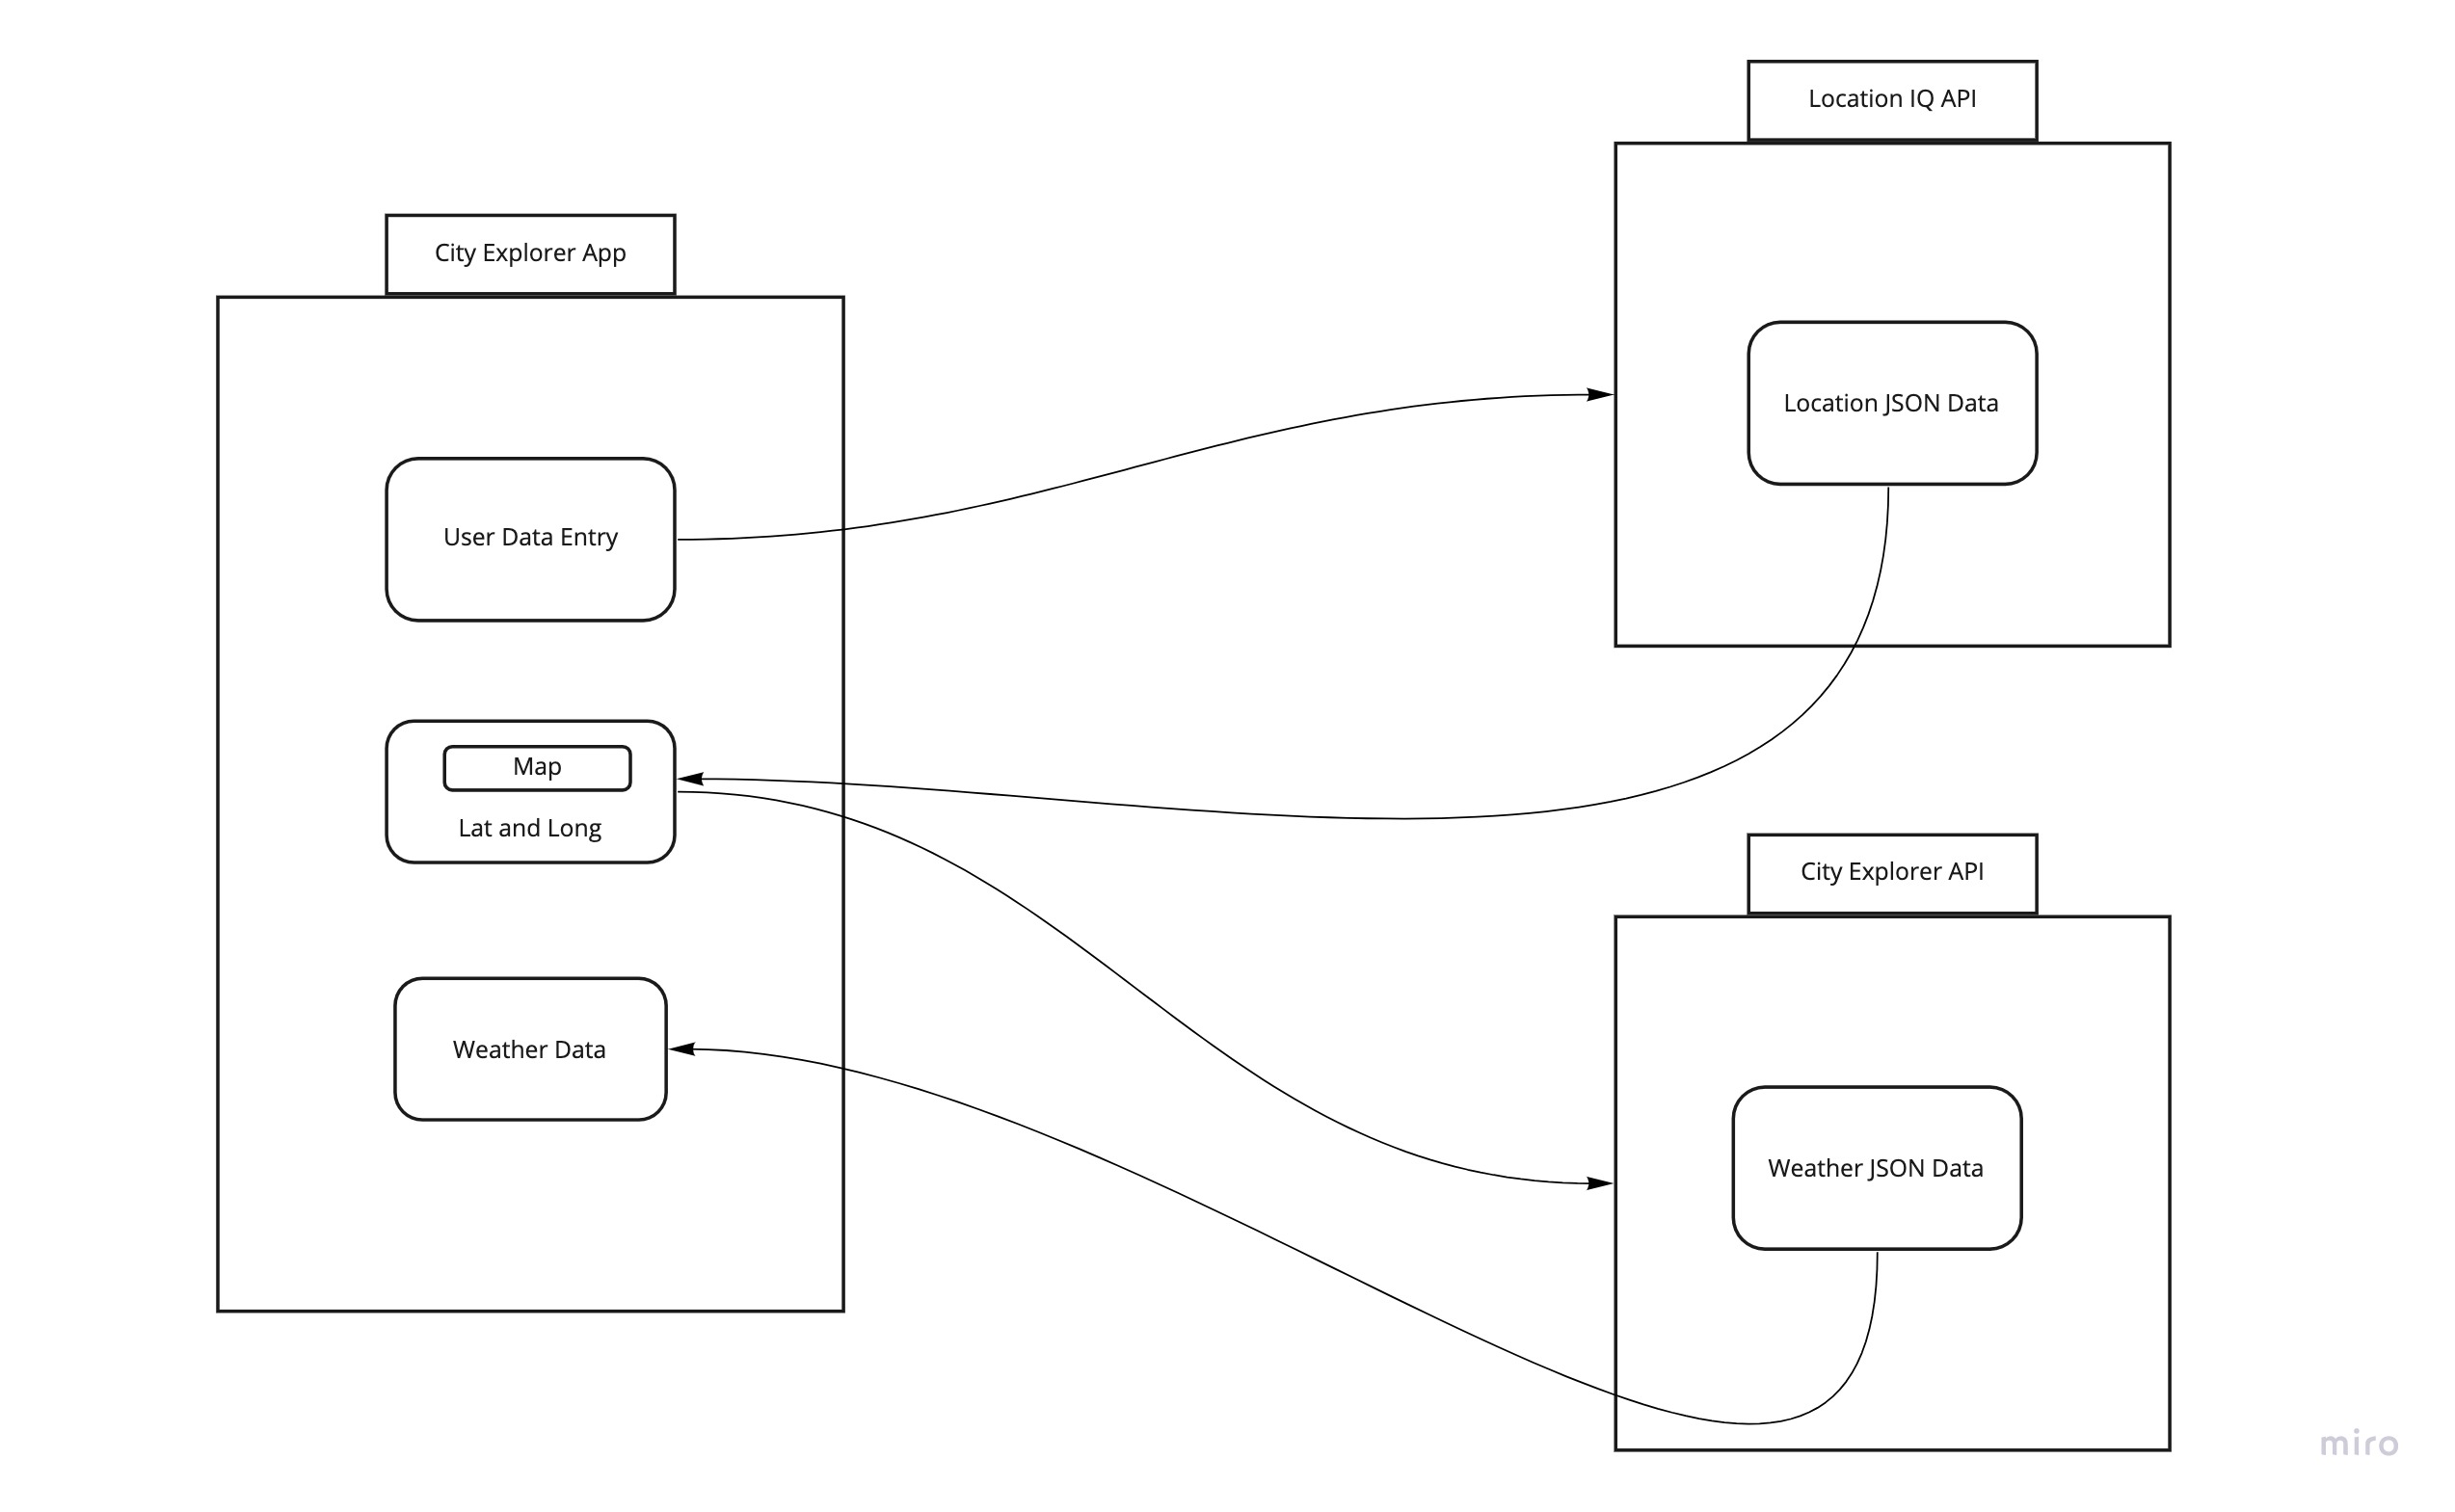 Location IQ API
Location JSON Data
City Explorer App
User Data Entry
Map
Lat and Long
Weather Data
City Explorer API
Weather JSON Data
miro